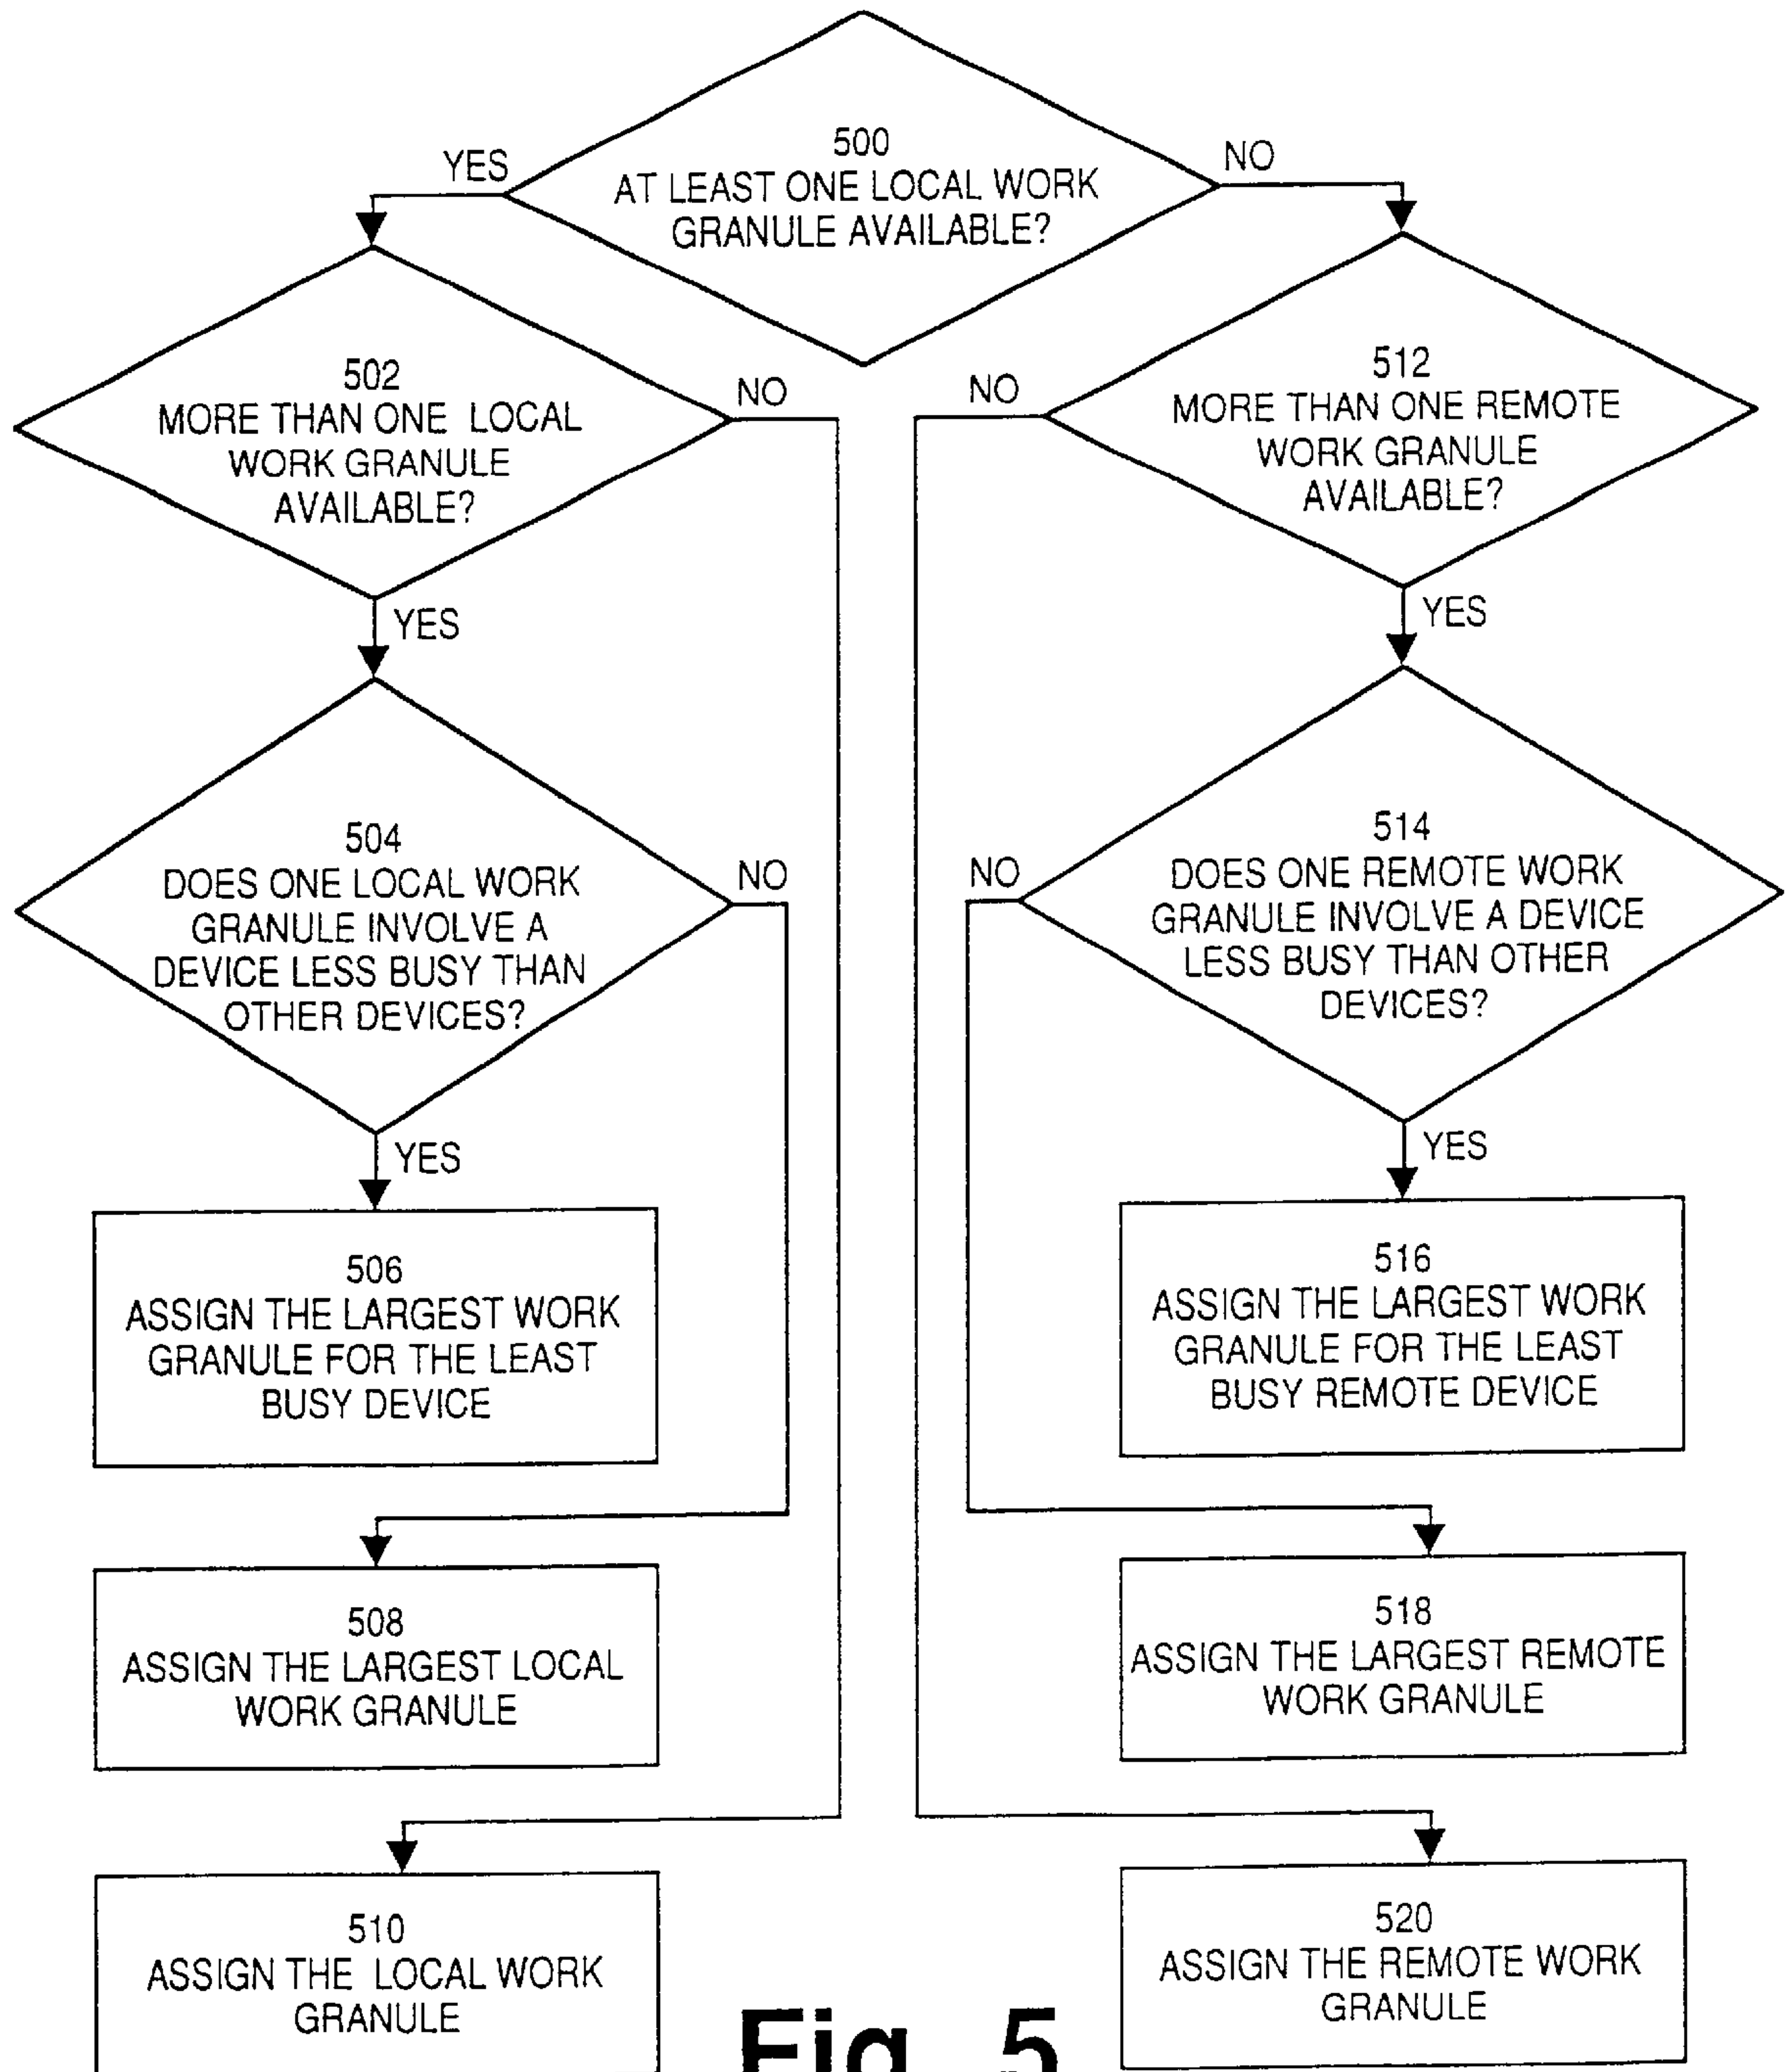 500
AT LEAST ONE LOCAL WORK
GRANULE AVAILABLE?
YES
NO
502
MORE THAN ONE LOCAL
WORK GRANULE
AVAILABLE?
NO
YES
512
MORE THAN ONE REMOTE
WORK GRANULE
AVAILABLE?
NO
YES
504
DOES ONE LOCAL WORK
GRANULE INVOLVE A
DEVICE LESS BUSY THAN
OTHER DEVICES?
NO
YES
514
DOES ONE REMOTE WORK
GRANULE INVOLVE A DEVICE
LESS BUSY THAN OTHER
DEVICES?
NO
YES
506
ASSIGN THE LARGEST WORK
GRANULE FOR THE LEAST
BUSY DEVICE
516
ASSIGN THE LARGEST WORK
GRANULE FOR THE LEAST
BUSY REMOTE DEVICE
508
ASSIGN THE LARGEST LOCAL
WORK GRANULE
518
ASSIGN THE LARGEST REMOTE
WORK GRANULE
510
ASSIGN THE LOCAL WORK
GRANULE
520
ASSIGN THE REMOTE WORK
GRANULE
Fig. 5